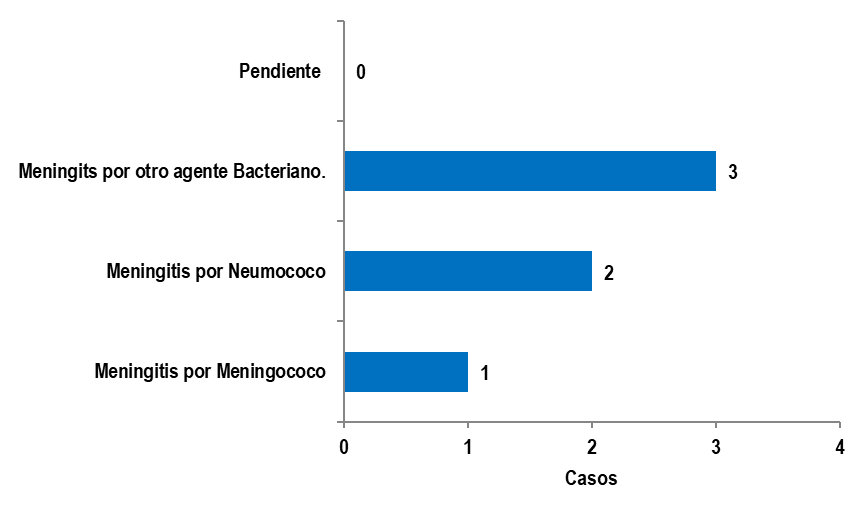 Pendiente 0
Meningits por otro agente Bacteriano. 3
Meningitis por Neumococo 2
Meningitis por Meningococo 1
0 1 2 3 4
Casos